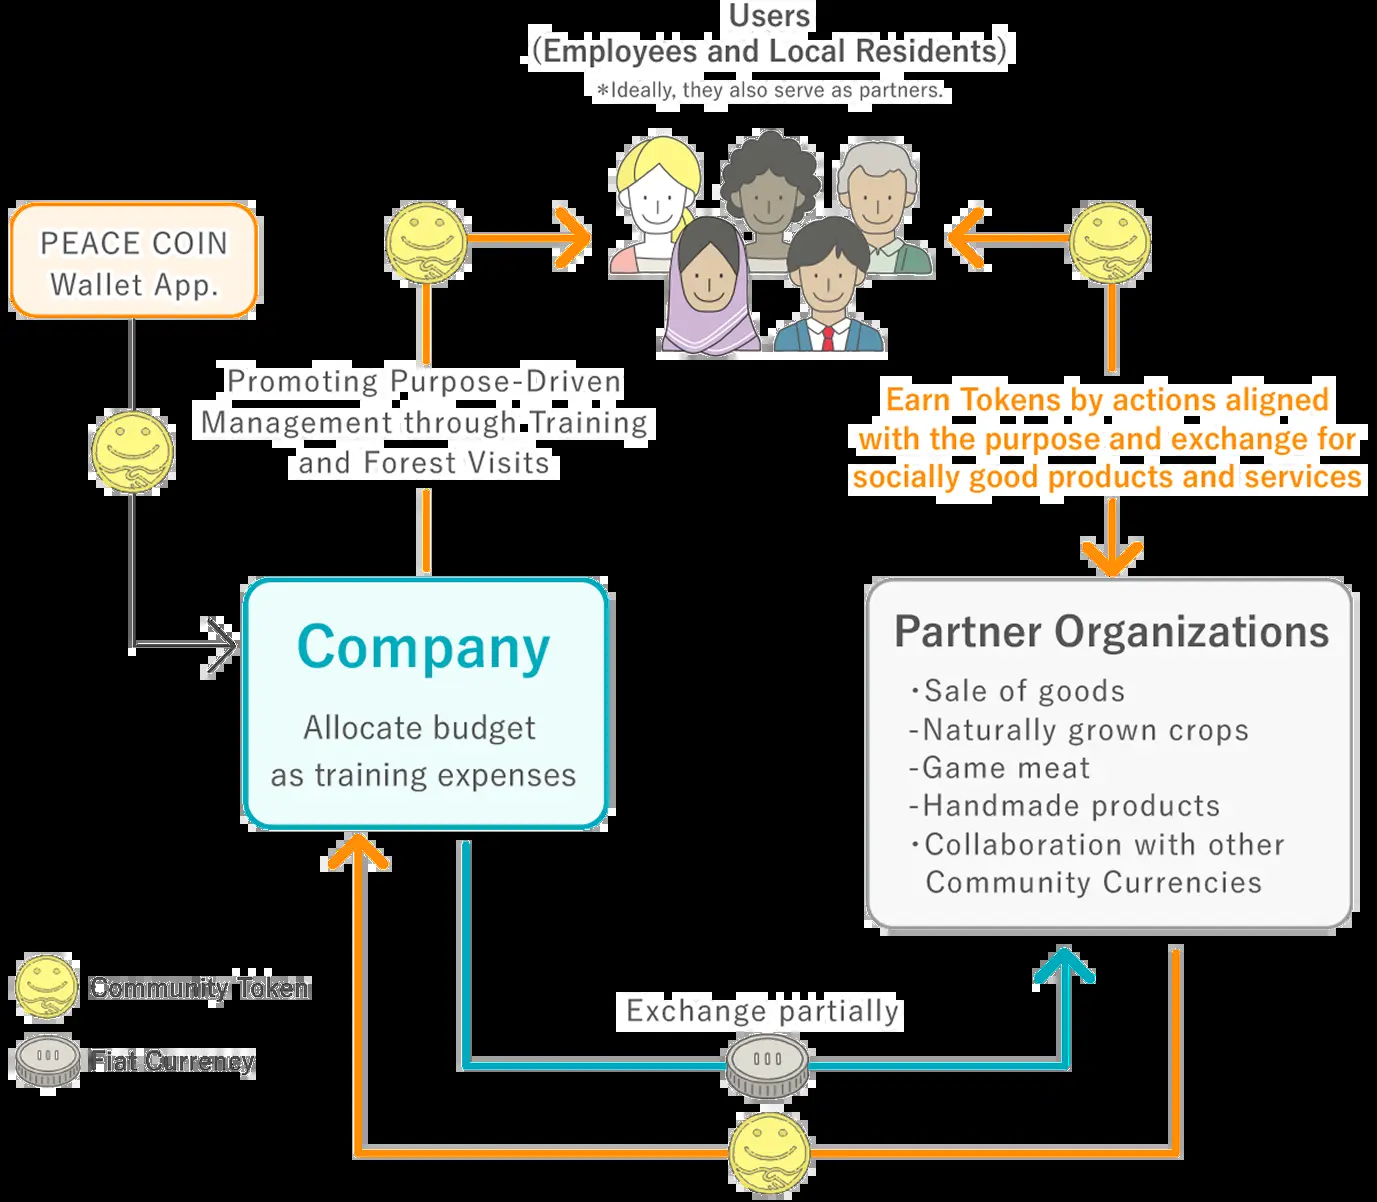 Users
(Employees and Local Residents)
*Ideally, they also serve as partners.
PEACE COIN
Wallet App.
Promoting Purpose-Driven
Management through Training
and Forest Visits
Earn Tokens by actions aligned
with the purpose and exchange for
socially good products and services
Company
Allocate budget
as training expenses
Partner Organizations
・Sale of goods
-Naturally grown crops
-Game meat
-Handmade products
・Collaboration with other
Community Currencies
Community Token
Fiat Curreney
Exchange partially